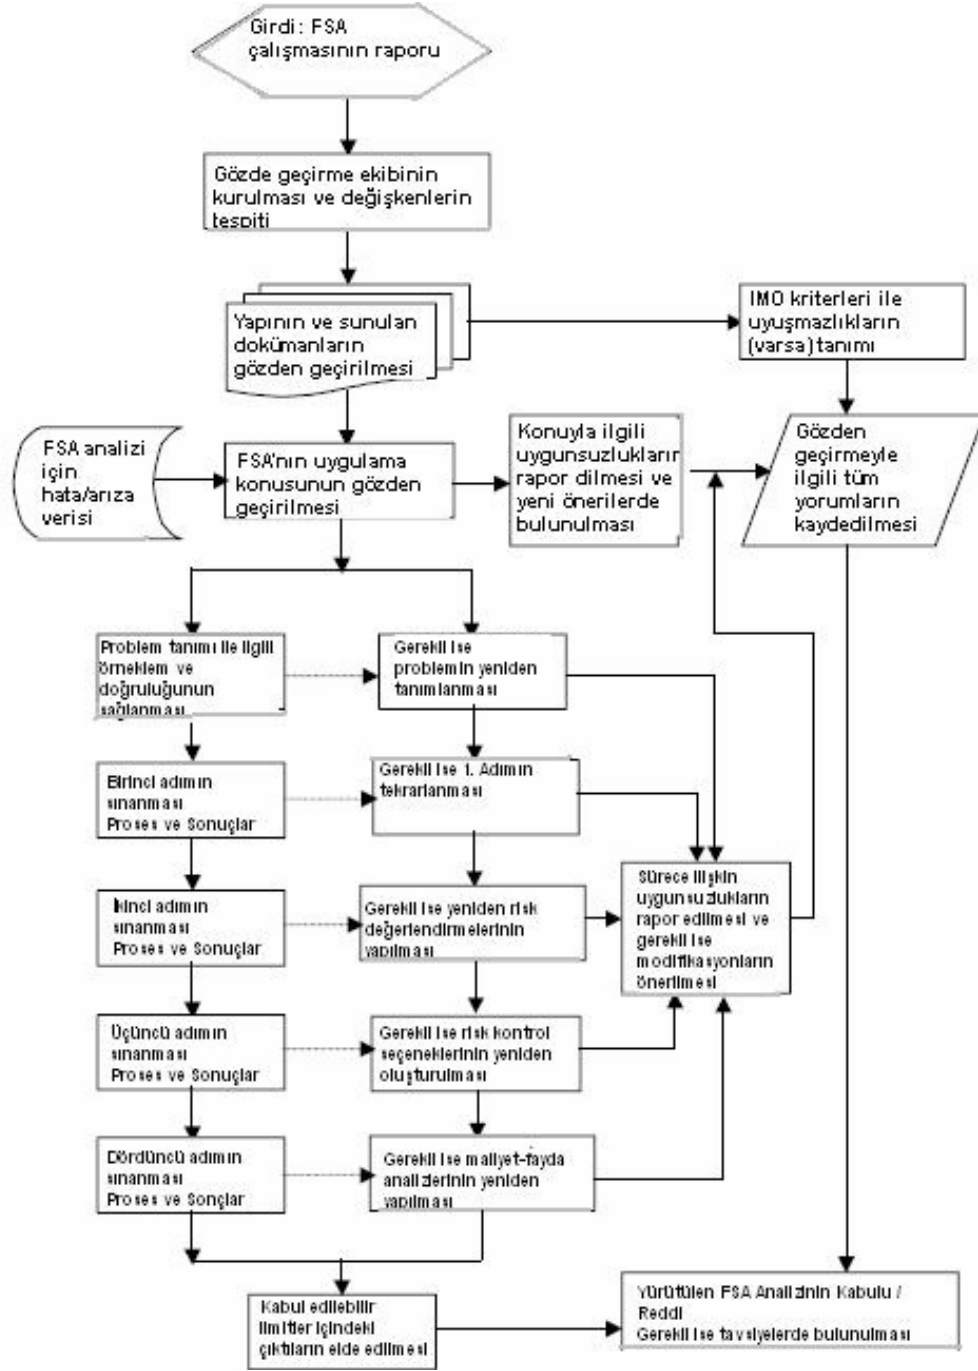 Girdi: FSA
çalışmasının raporu
Gözde geçirme ekibinin
kurulması ve değişkenlerin
tespiti
Yapının ve sunulan
dokümanların
gözden geçirilmesi
IMO kriterleri ile
uyuşmazlıkların
(varsa) tanımı
FSA analizi
için
hata/arıza
verisi
FSA'nın uygulama
konusunun gözden
geçirilmesi
Konuyla ilgili
uygunsuzlukların
rapor dilmesi ve
yeni önerilerde
bulunulması
Gözden
geçirmeyle
ilgili tüm
yorumların
kaydedilmesi
Problem tanımı ile ilgili
örneklem ve
doğruluğunun
sağlanması
Gerekli ise
problemin yeniden
tanımlanması
Birinci adımın
sınanması
Proses ve Sonuçlar
Gerekli ise 1. Adımın
tekrarlanması
İkinci adımın
sınanması
Proses ve Sonuçlar
Gerekli ise yeniden risk
değerlendirmelerinin
yapılması
Sürece ilişkin
uygunsuzlukların
rapor edilmesi ve
gerekli ise
modifikasyonların
önerilmesi
Üçüncü adımın
sınanması
Proses ve Sonuçlar
Gerekli ise risk kontrol
seçeneklerinin yeniden
oluşturulması
Dördüncü adımın
sınanması
Proses ve Sonçlar
Gerekli ise maliyet-fayda
analizlerinin yeniden
yapılması
Kabul edilebilir
limitler içindeki
çıktıların elde edilmesi
Yürütülen FSA Analizinin Kabulu /
Reddi
Gerekli ise tavsiyelerde bulunulması